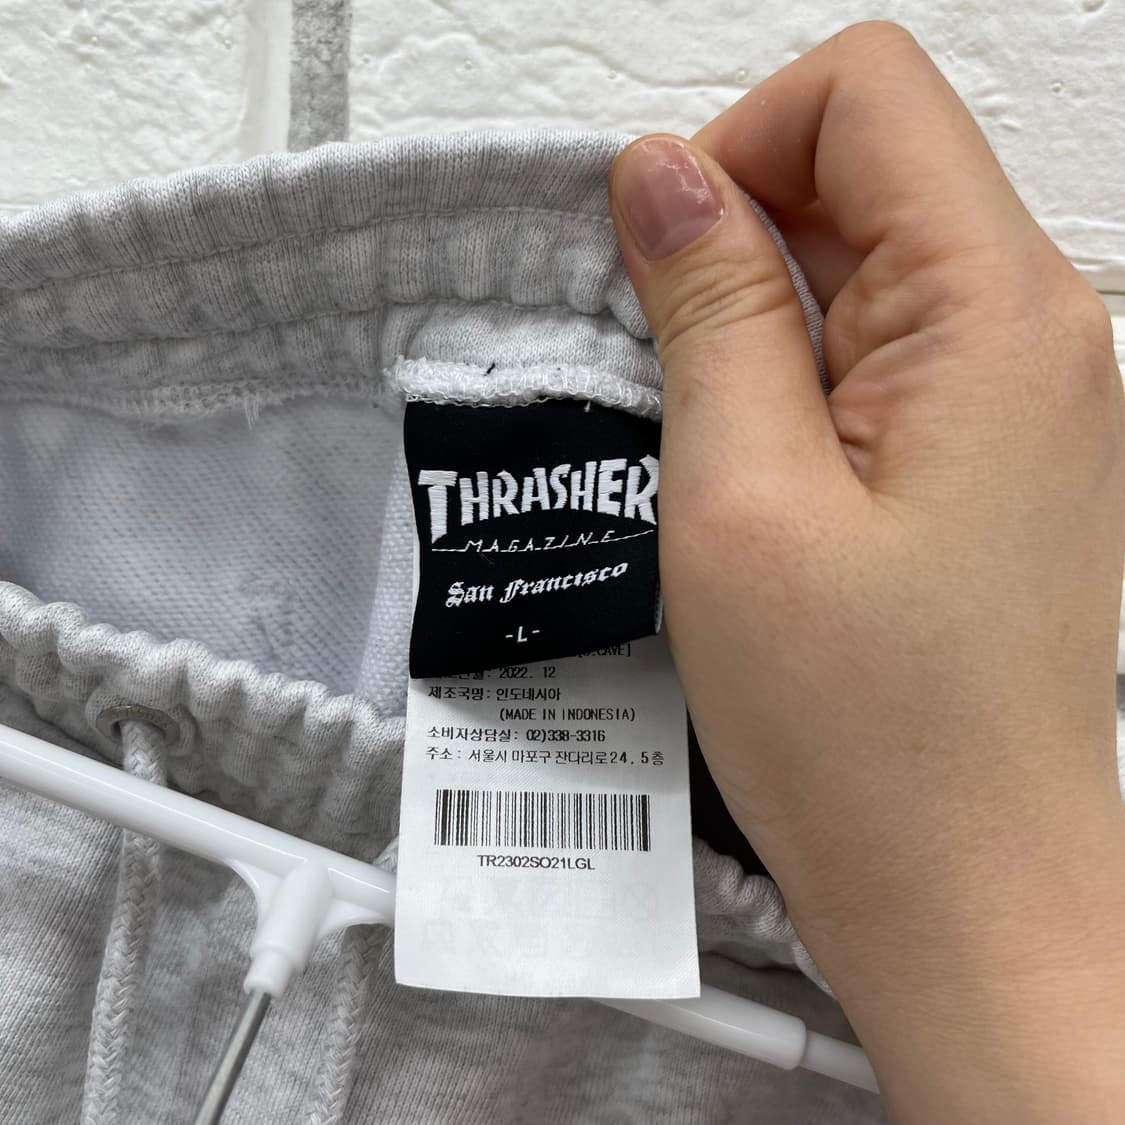 THRASHER
MAGAZINE
San Francisco
-L-
2022. 12
제조국명: 인도네시아
(MADE IN INDONESIA)
소비자상담실: 02)338-3316
주소: 서울시 마포구 잔다리로24, 5층
TR2302SO21LGL